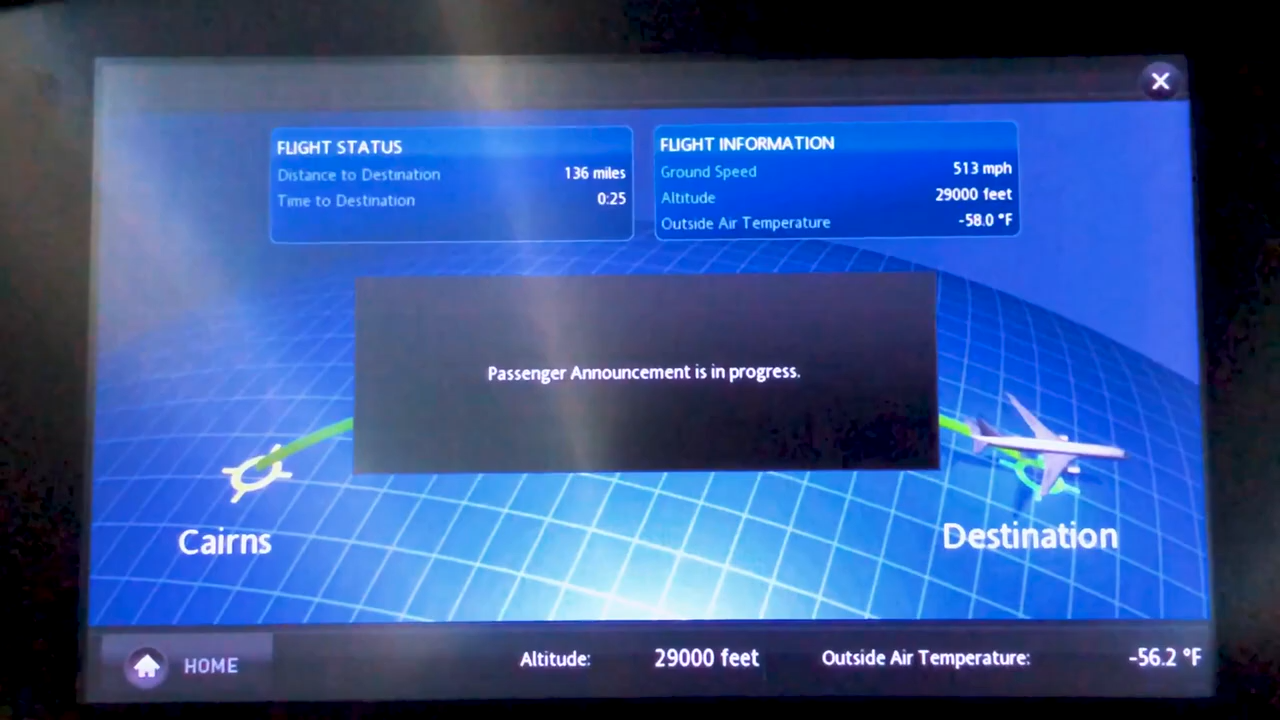 FLIGHT STATUS
Distance to Destination 136 miles
Time to Destination 0:25
FLIGHT INFORMATION
Ground Speed 513 mph
Altitude 29000 feet
Outside Air Temperature -58.0 °F
Passenger Announcement is in progress.
Cairns
Destination
HOME
Altitude: 29000 feet Outside Air Temperature: -56.2 °F